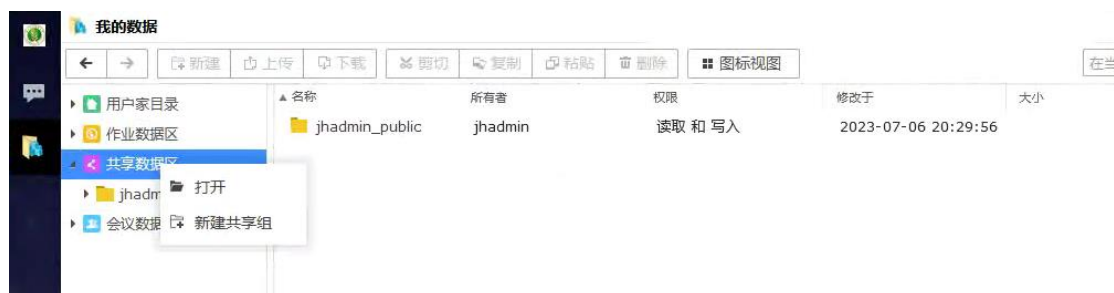 我的数据
新建 上传 下载 剪切 复制 粘贴 删除 图标视图 在当
用户家目录
作业数据区
共享数据区
jhadm
会议数据
打开
新建共享组
名称 所有者 权限 修改于 大小
jhadmin_public jhadmin 读取 和 写入 2023-07-06 20:29:56